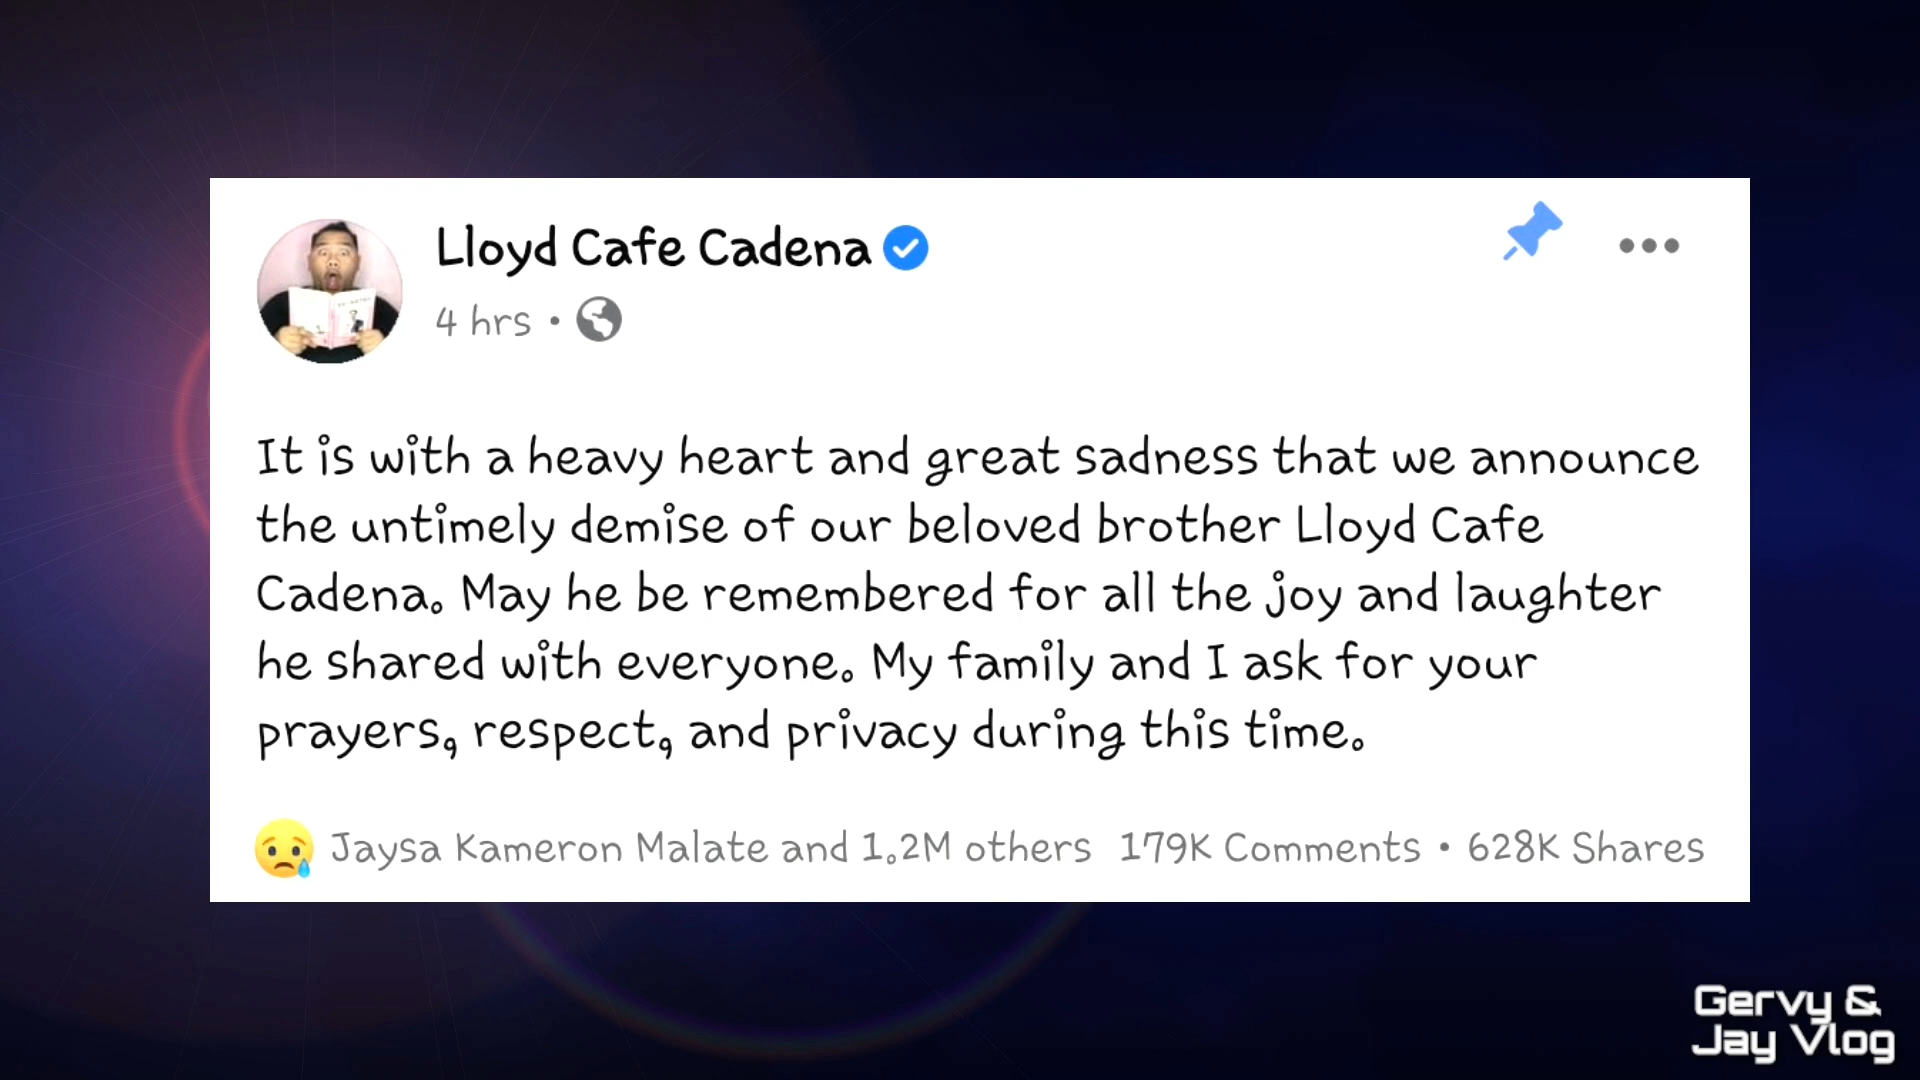 Lloyd Cafe Cadena
4 hrs •
It is with a heavy heart and great sadness that we announce
the untimely demise of our beloved brother Lloyd Cafe
Cadena. May he be remembered for all the joy and laughter
he shared with everyone. My family and I ask for your
prayers, respect, and privacy during this time.
Jaysa Kameron Malate and 1.2M others 179K Comments • 628K Shares
Gervy &
Jay Vlog